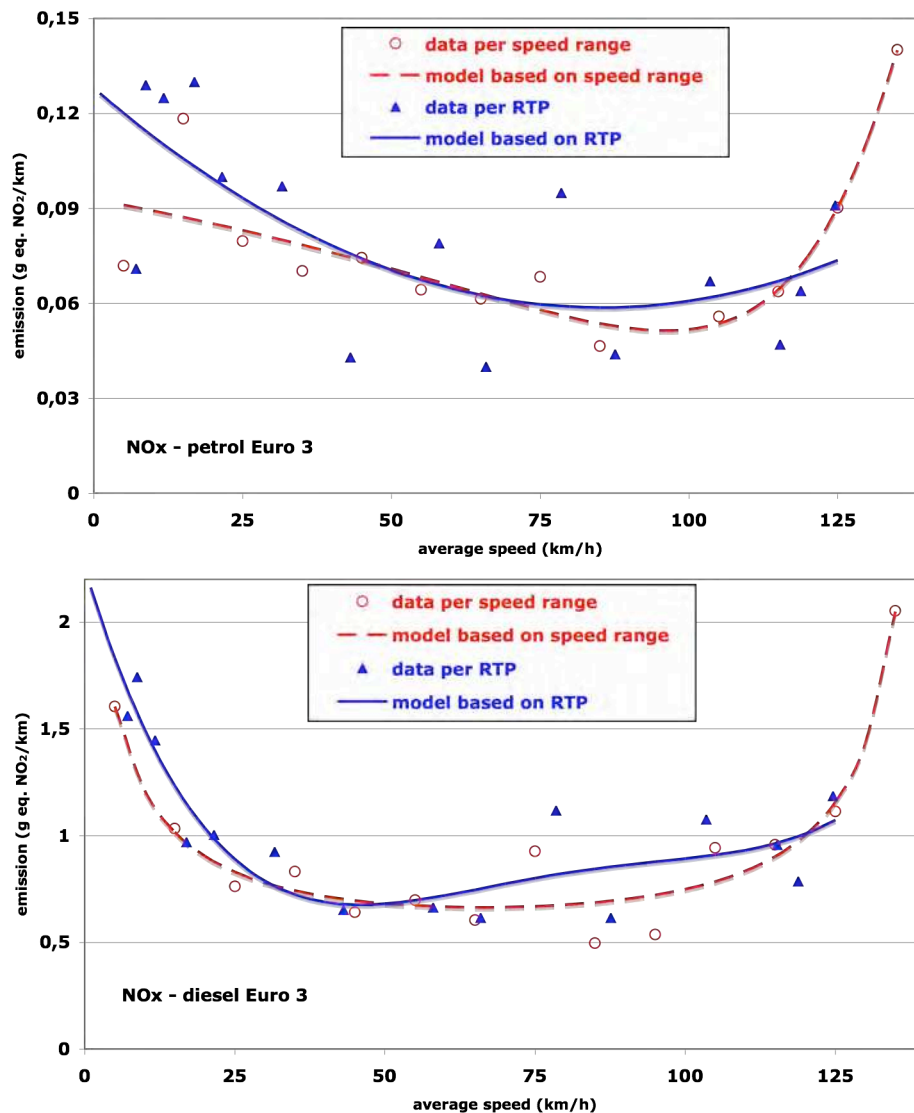 0,15
data per speed range
model based on speed range
data per RTP
model based on RTP
0,12
0,09
0,06
0,03
0
emission (g eq. NO₂/km)
NOx - petrol Euro 3
0 25 50 75 100 125
average speed (km/h)
data per speed range
model based on speed range
data per RTP
model based on RTP
2
1,5
1
0,5
0
emission (g eq. NO₂/km)
NOx - diesel Euro 3
0 25 50 75 100 125
average speed (km/h)